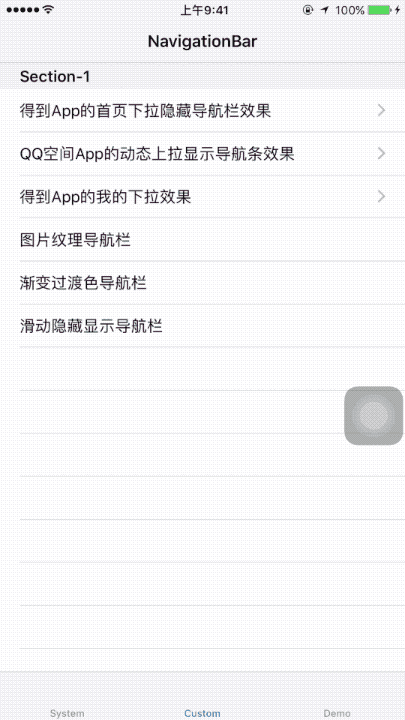 上午9:41
100%
NavigationBar
Section-1
得到App的首页下拉隐藏导航栏效果
QQ空间App的动态上拉显示导航条效果
得到App的我的下拉效果
图片纹理导航栏
渐变过渡色导航栏
滑动隐藏显示导航栏
System
Custom
Demo